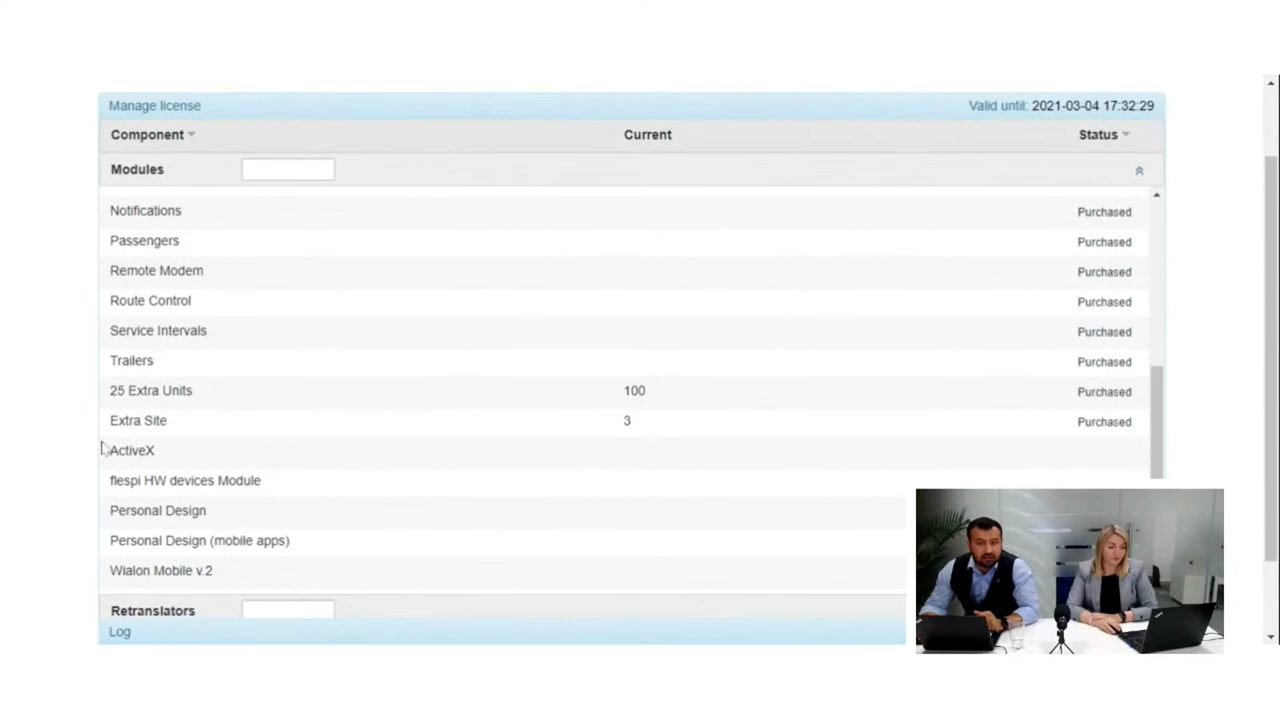 Manage license Valid until: 2021-03-04 17:32:29
Component Current Status
Modules
Notifications Purchased
Passengers Purchased
Remote Modem Purchased
Route Control Purchased
Service Intervals Purchased
Trailers Purchased
25 Extra Units 100 Purchased
Extra Site 3 Purchased
ActiveX
flespi HW devices Module
Personal Design
Personal Design (mobile apps)
Wialon Mobile v.2
Retranslators
Log